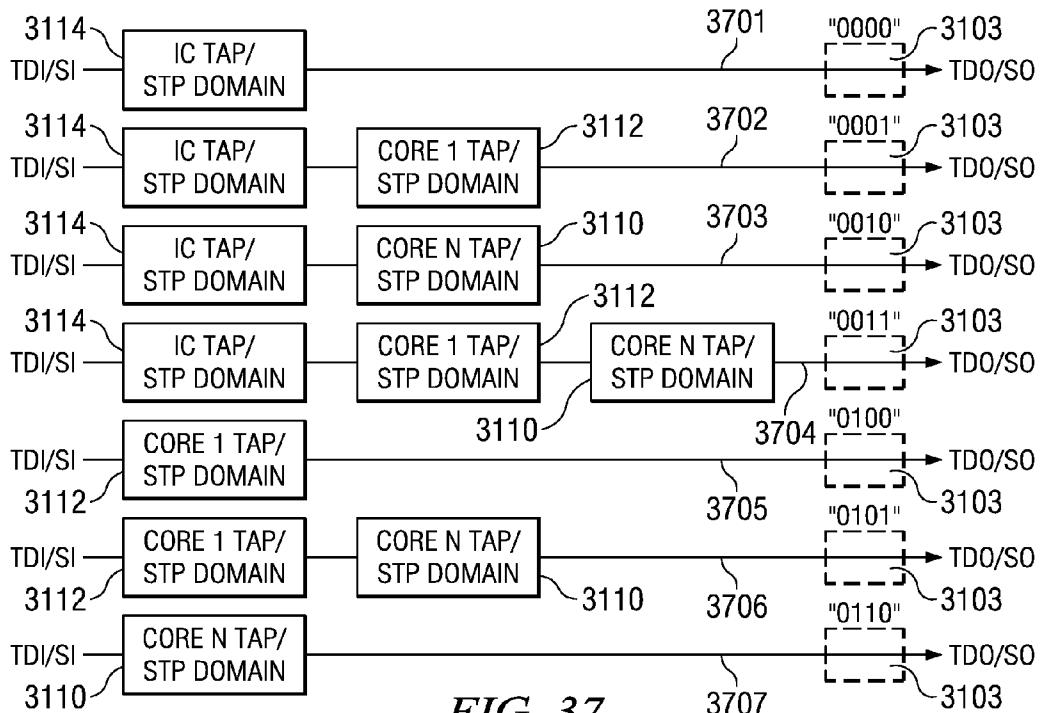 3114
IC TAP/
STP DOMAIN
TDI/SI
3701
"0000"
3103
TDO/SO
3114
IC TAP/
STP DOMAIN
TDI/SI
CORE 1 TAP/
STP DOMAIN
3112
3702
"0001"
3103
TDO/SO
3114
IC TAP/
STP DOMAIN
TDI/SI
CORE N TAP/
STP DOMAIN
3110
3703
"0010"
3103
TDO/SO
3114
IC TAP/
STP DOMAIN
TDI/SI
CORE 1 TAP/
STP DOMAIN
3112
CORE N TAP/
STP DOMAIN
3110
3704
"0011"
3103
TDO/SO
TDI/SI
CORE 1 TAP/
STP DOMAIN
3112
3705
"0100"
3103
TDO/SO
TDI/SI
CORE 1 TAP/
STP DOMAIN
3112
CORE N TAP/
STP DOMAIN
3110
3706
"0101"
3103
TDO/SO
TDI/SI
CORE N TAP/
STP DOMAIN
3110
3707
"0110"
3103
TDO/SO
FIG. 37